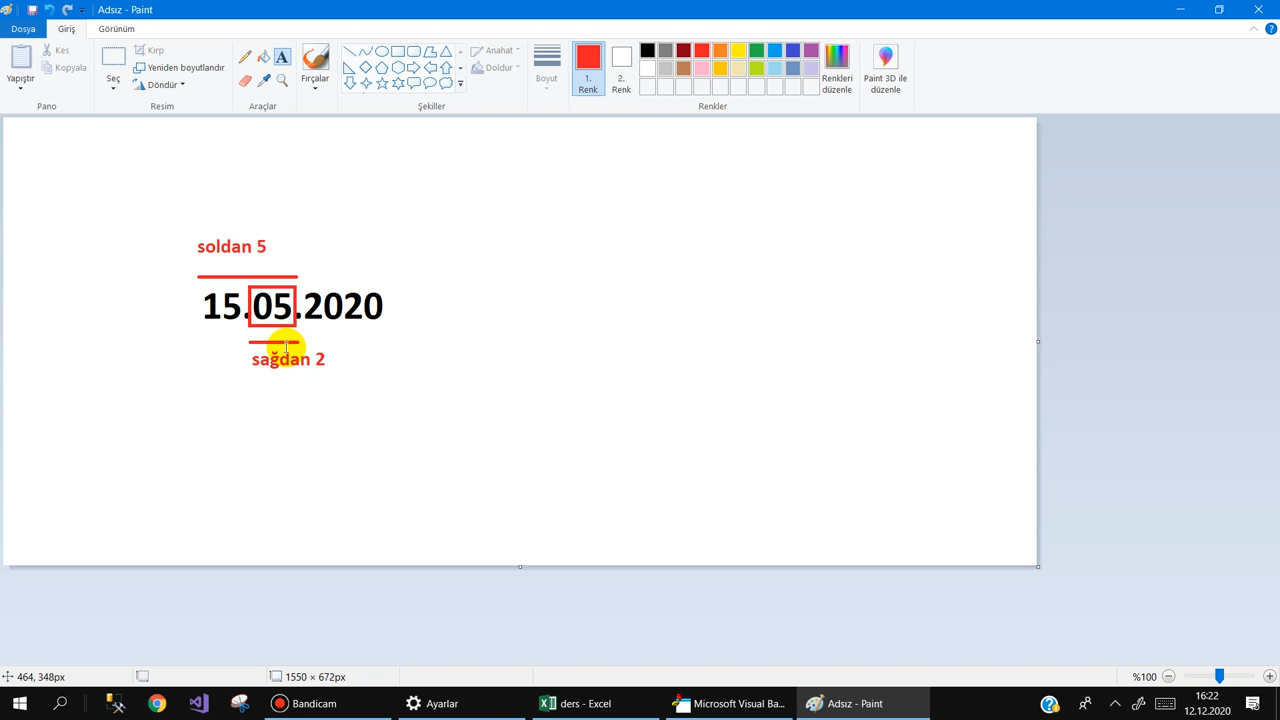 Adsız - Paint
Dosya Giriş Görünüm
Yapıştır
Kes
Kopyala
Pano
Seç
Kırp
Yeniden boyutlandır
Döndür
Resim
A
Araçlar
Fırçalar
Anahat
Doldur
Şekiller
Boyut
1. Renk
2. Renk
Renkleri düzenle
Renkler
Paint 3D ile düzenle
soldan 5
15.05.2020
sağdan 2
464, 348px
1550 × 672px
%100
Bandicam
Ayarlar
ders - Excel
Microsoft Visual Ba...
Adsız - Paint
16:22
12.12.2020